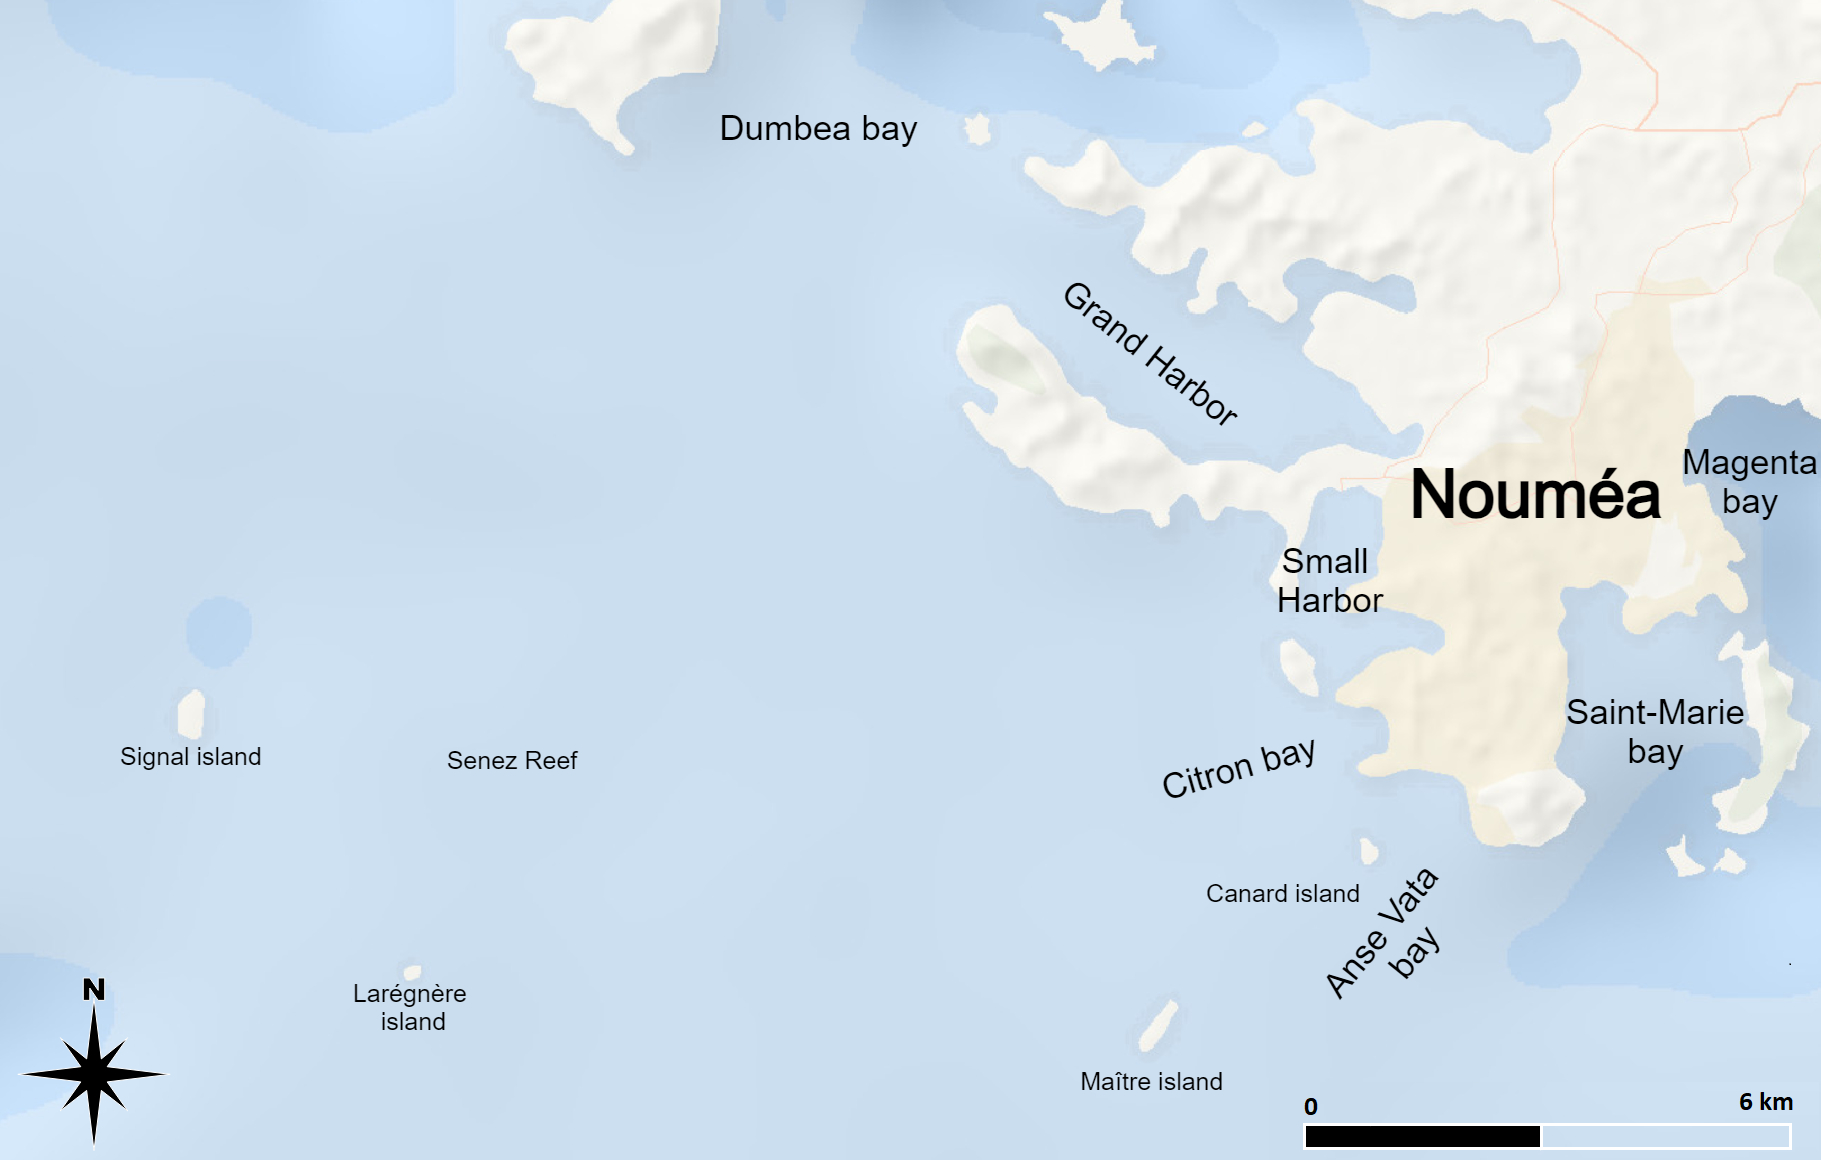 Dumbea bay
Grand Harbor
Magenta
bay
Nouméa
Small
Harbor
Saint-Marie
bay
Signal island
Senez Reef
Citron bay
Canard island
Anse Vata
bay
N
Larégnère
island
Maître island
0
6 km